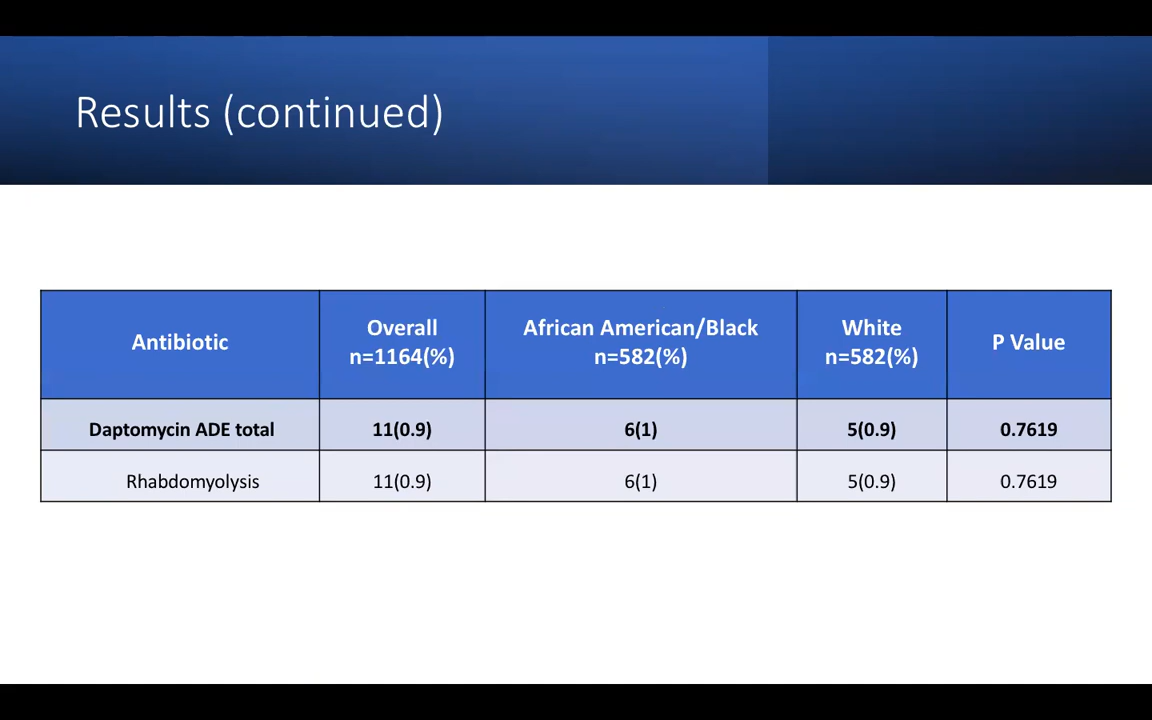 Results (continued)
Antibiotic
Overall
n=1164(%)
African American/Black
n=582(%)
White
n=582(%)
P Value
Daptomycin ADE total
11(0.9)
6(1)
5(0.9)
0.7619
Rhabdomyolysis
11(0.9)
6(1)
5(0.9)
0.7619